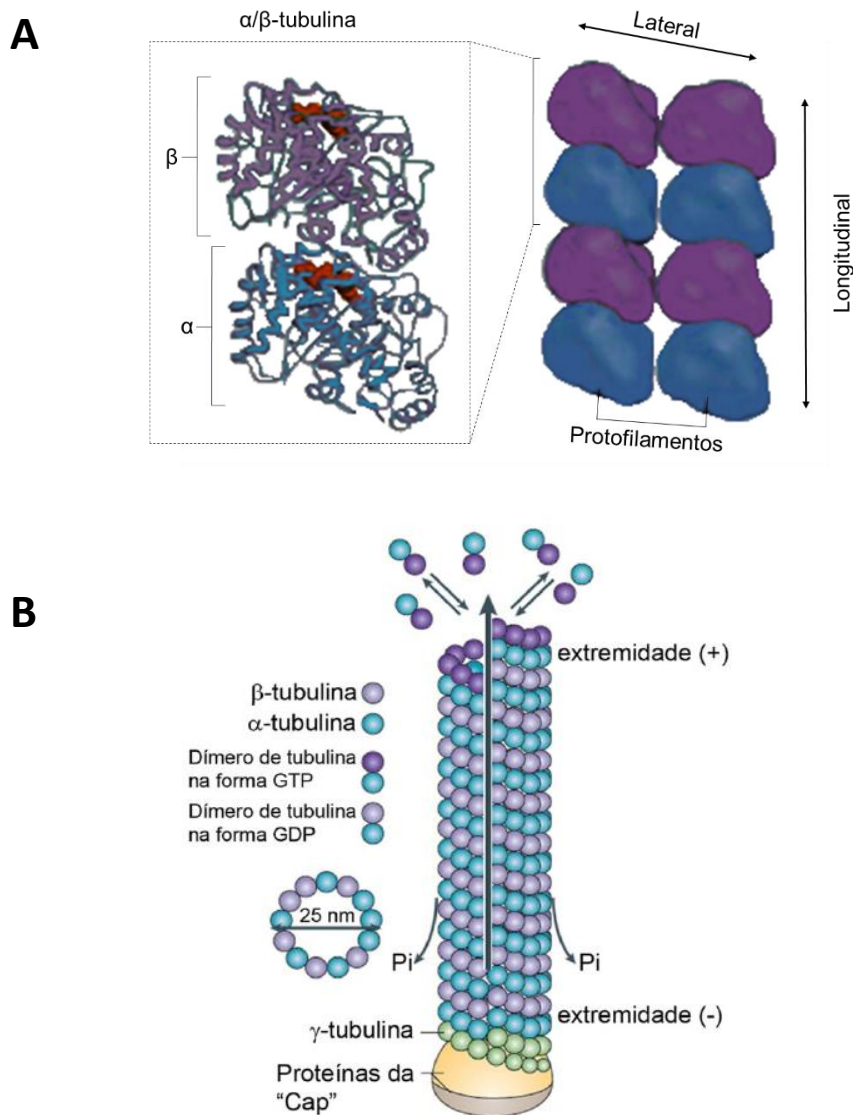 A
α/β-tubulina
β
α
Lateral
Longitudinal
Protofilamentos
B
extremidade (+)
β-tubulina
α-tubulina
Dímero de tubulina
na forma GTP
Dímero de tubulina
na forma GDP
25 nm
Pi
Pi
extremidade (-)
γ-tubulina
Proteínas da
“Cap”